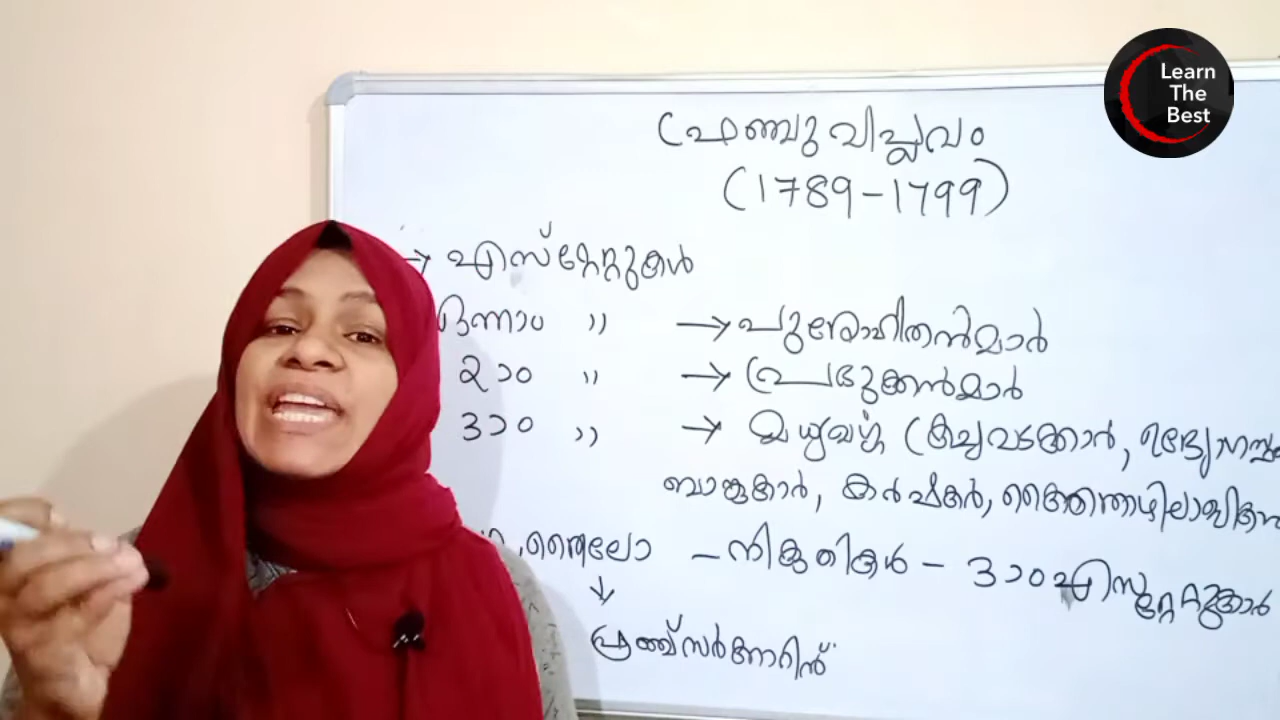 Learn
The
Best
ഫ്രഞ്ചു വിപ്ലവം
(1789-1799)
→ എസ്റ്റേറ്റുകൾ
ഒന്നാം ,, → പുരോഹിതൻമാർ
2ാം ,, → പ്രഭുക്കൻമാർ
3ാം ,, → മധ്യവർഗ്ഗ (കച്ചവടക്കാർ,
ബാങ്കുകാർ, കർഷകർ,
തൈലോ - നികുതികൾ - 3ാം എസ്റ്റേറ്റുകാർ
↓
ഫ്രഞ്ച് സർക്കാറിന്